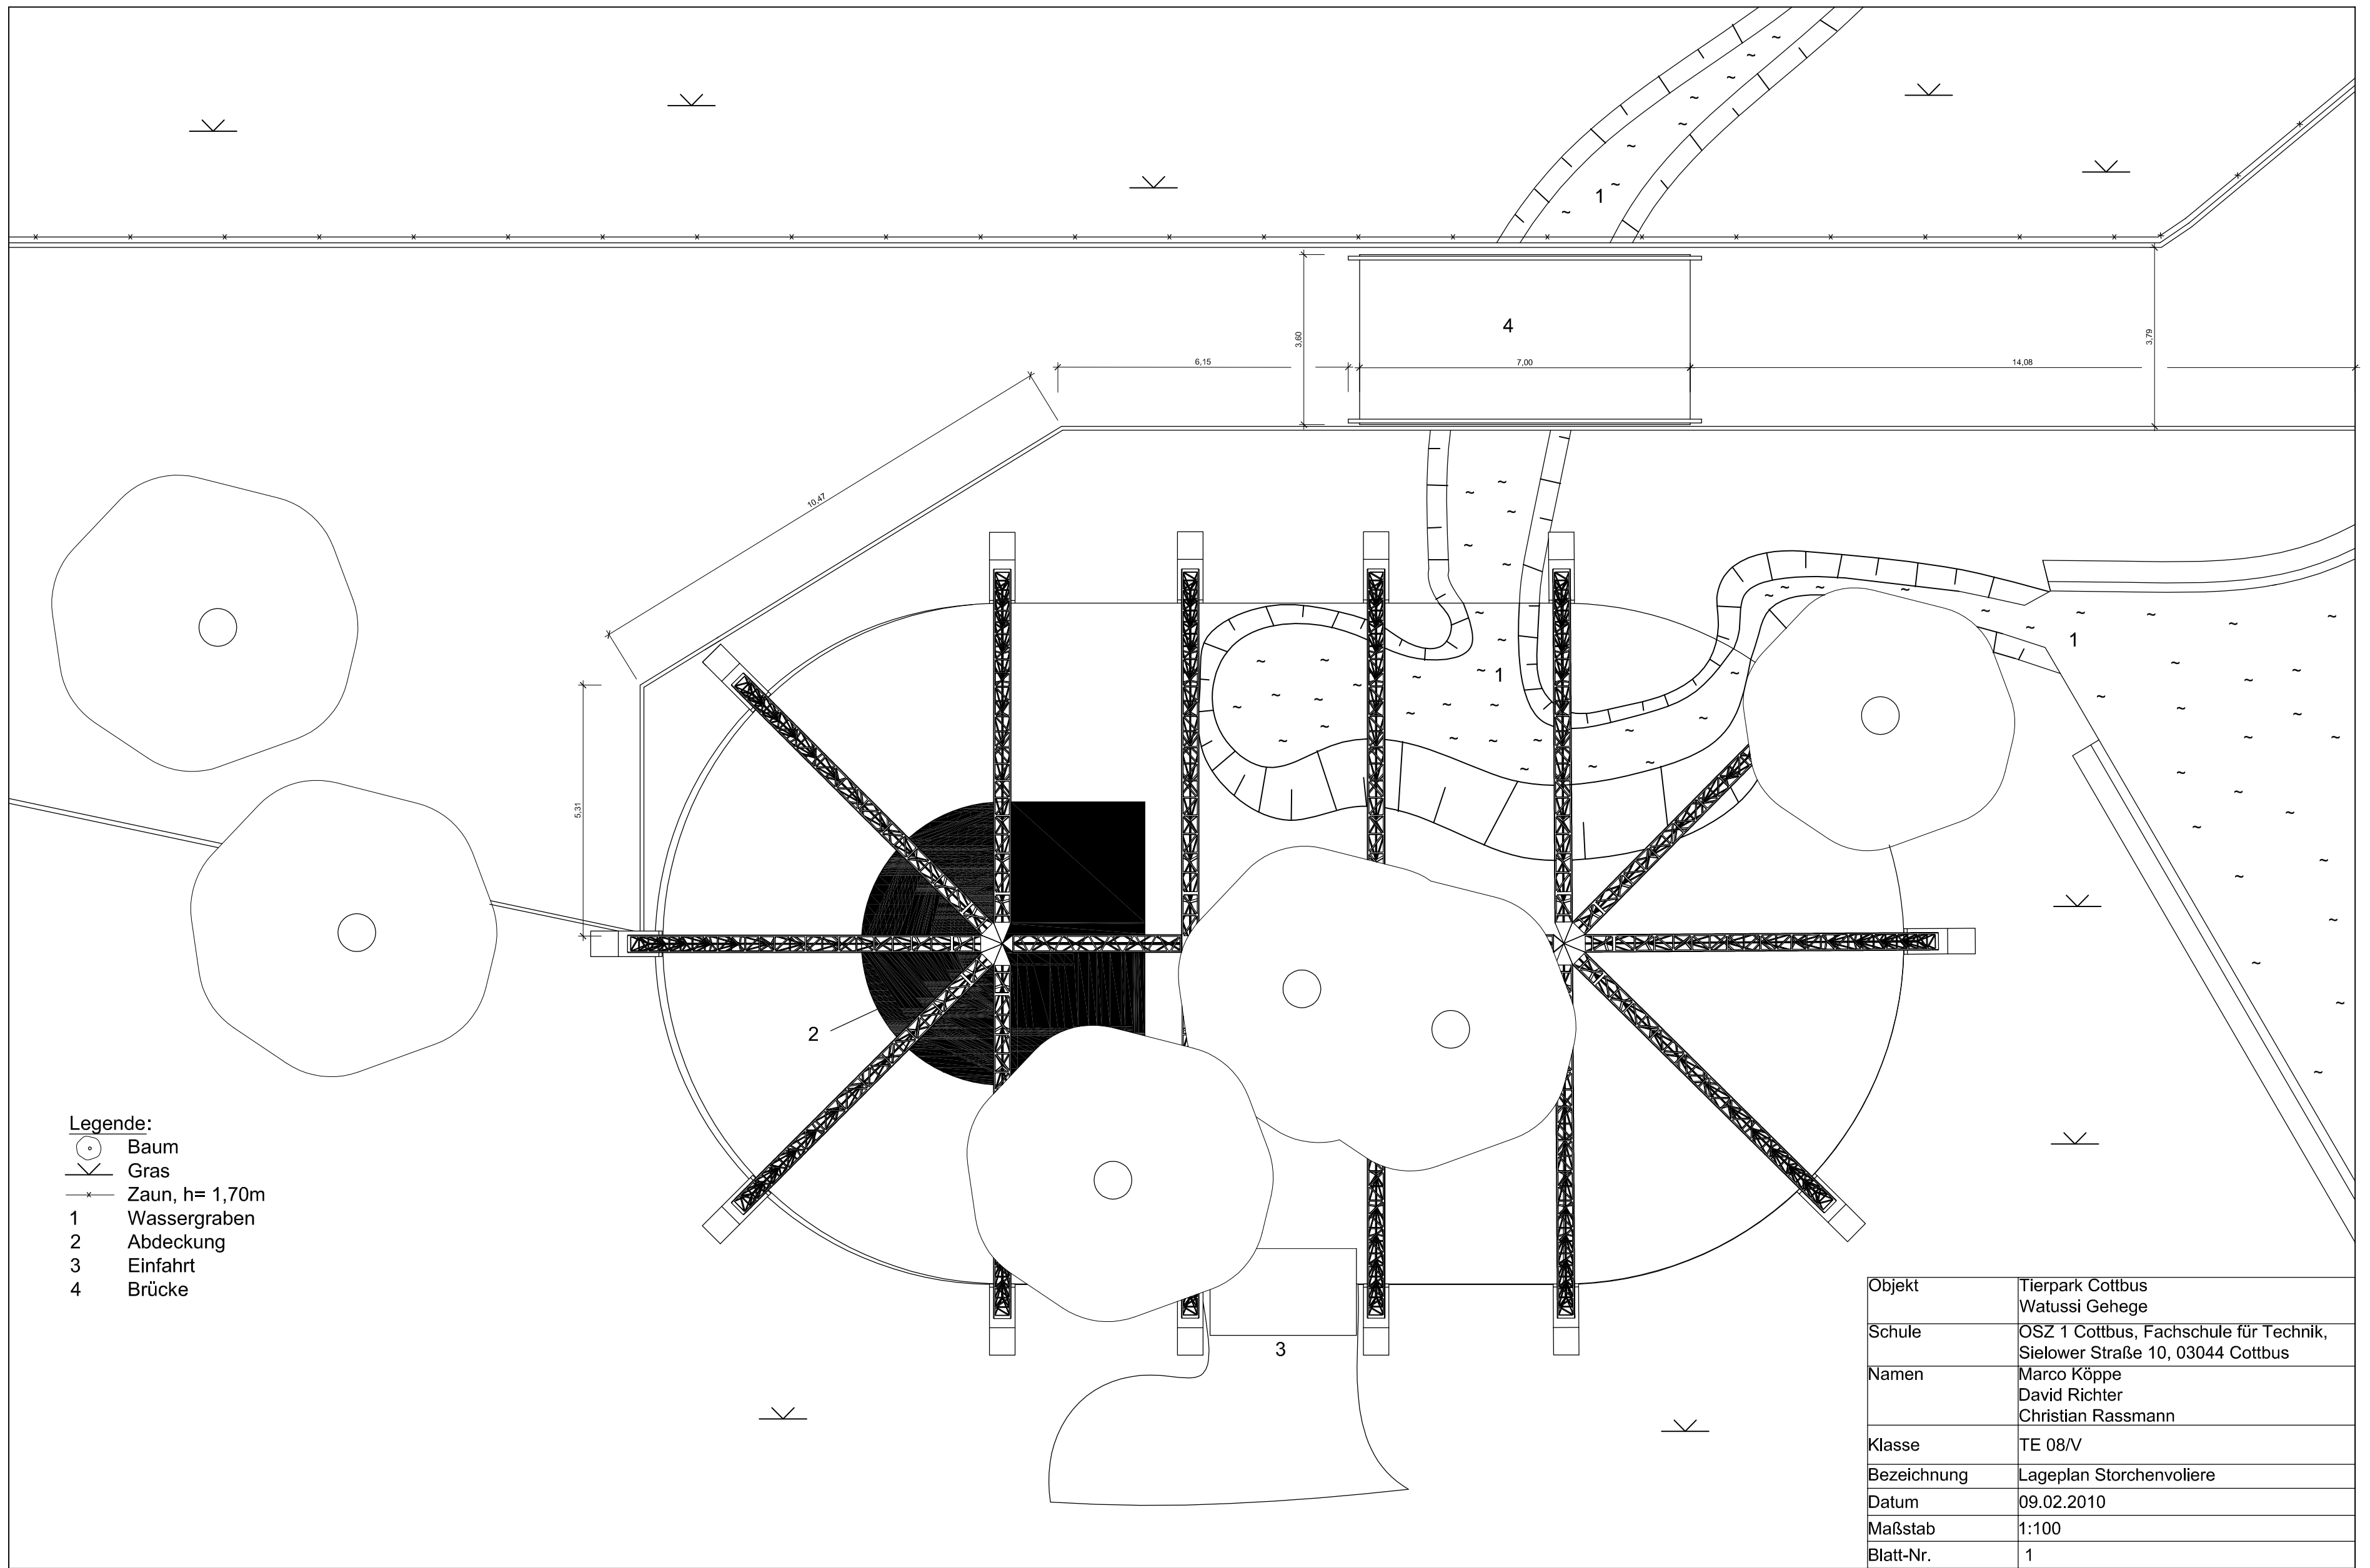 1
3,60
4
3,79
6,15
7,00
14,08
10,47
1
1
5,31
2
3
Legende:
Baum
Gras
Zaun, h= 1,70m
1 Wassergraben
2 Abdeckung
3 Einfahrt
4 Brücke
Objekt Tierpark Cottbus
Watussi Gehege
Schule OSZ 1 Cottbus, Fachschule für Technik,
Sielower Straße 10, 03044 Cottbus
Namen Marco Köppe
David Richter
Christian Rassmann
Klasse TE 08/V
Bezeichnung Lageplan Storchenvoliere
Datum 09.02.2010
Maßstab 1:100
Blatt-Nr. 1